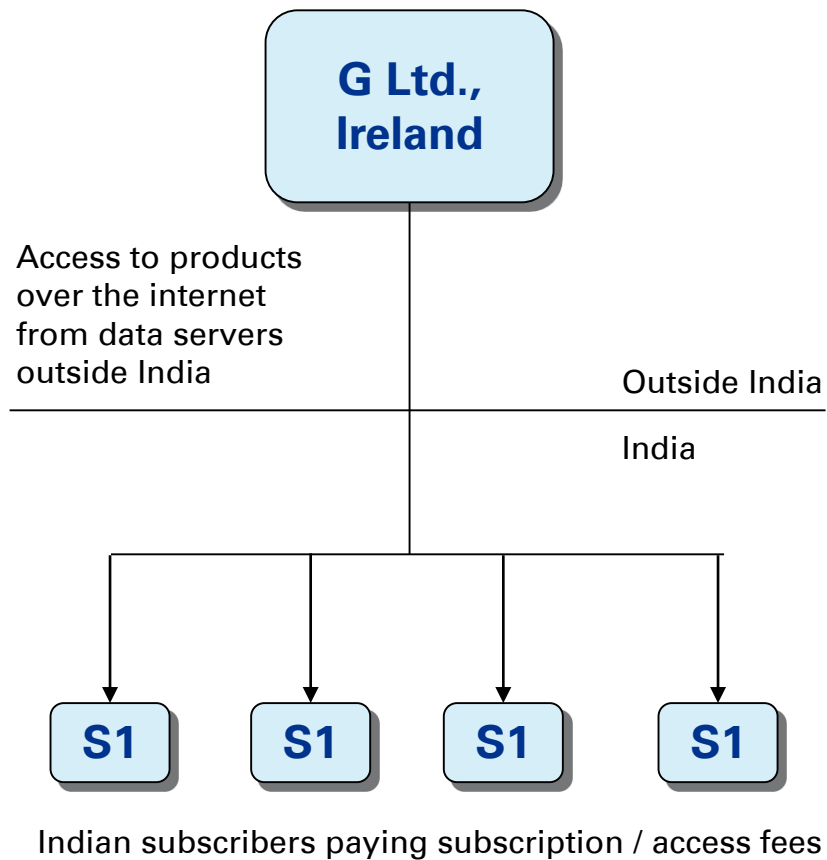 G Ltd.,
Ireland
Access to products
over the internet
from data servers
outside India
Outside India
India
S1
S1
S1
S1
Indian subscribers paying subscription / access fees